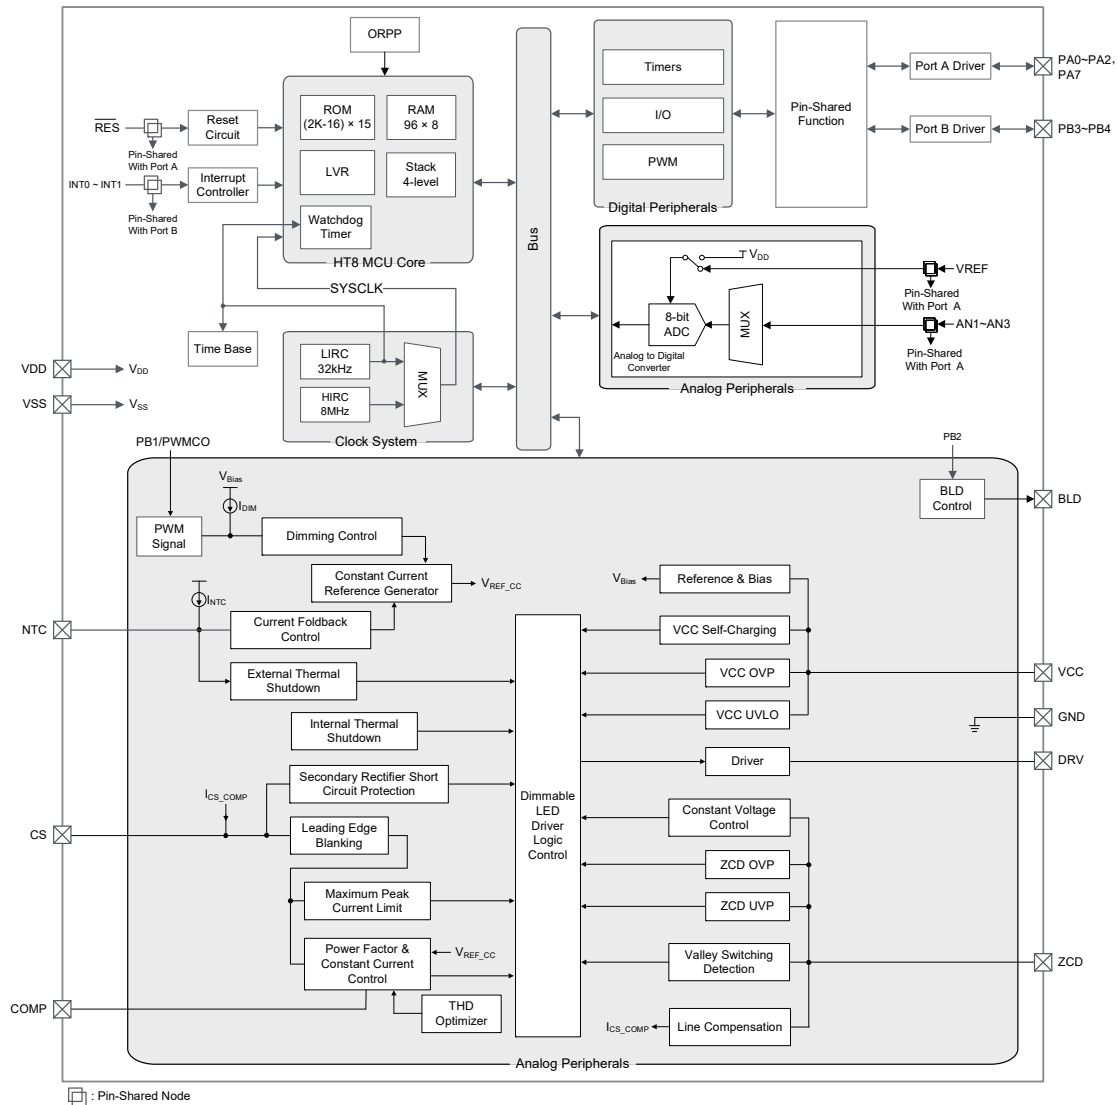 ORPP
ROM
(2K-16) × 15
RAM
96 × 8
LVR
Stack
4-level
Watchdog
Timer
HT8 MCU Core
RES
Reset
Circuit
Pin-Shared
With Port A
INT0 ~ INT1
Interrupt
Controller
Pin-Shared
With Port B
SYSCLK
Time Base
LIRC
32kHz
HIRC
8MHz
MUX
Clock System
Bus
Timers
I/O
PWM
Digital Peripherals
Pin-Shared
Function
Port A Driver
PA0~PA2,
PA7
Port B Driver
PB3~PB4
VDD
8-bit
ADC
MUX
Analog to Digital
Converter
Analog Peripherals
VREF
Pin-Shared
With Port A
AN1~AN3
Pin-Shared
With Port A
VDD
VDD
VSS
VSS
PB1/PWMCO
VBias
IDIM
PWM
Signal
Dimming Control
Constant Current
Reference Generator
VREF_CC
INTC
NTC
Current Foldback
Control
External Thermal
Shutdown
Internal Thermal
Shutdown
Secondary Rectifier Short
Circuit Protection
ICS_COMP
CS
Leading Edge
Blanking
Maximum Peak
Current Limit
Power Factor &
Constant Current
Control
VREF_CC
COMP
THD
Optimizer
Dimmable
LED
Driver
Logic
Control
PB2
BLD
Control
BLD
VBias
Reference & Bias
VCC Self-Charging
VCC OVP
VCC
VCC UVLO
GND
Driver
DRV
Constant Voltage
Control
ZCD OVP
ZCD UVP
Valley Switching
Detection
ZCD
ICS_COMP
Line Compensation
Analog Peripherals
: Pin-Shared Node